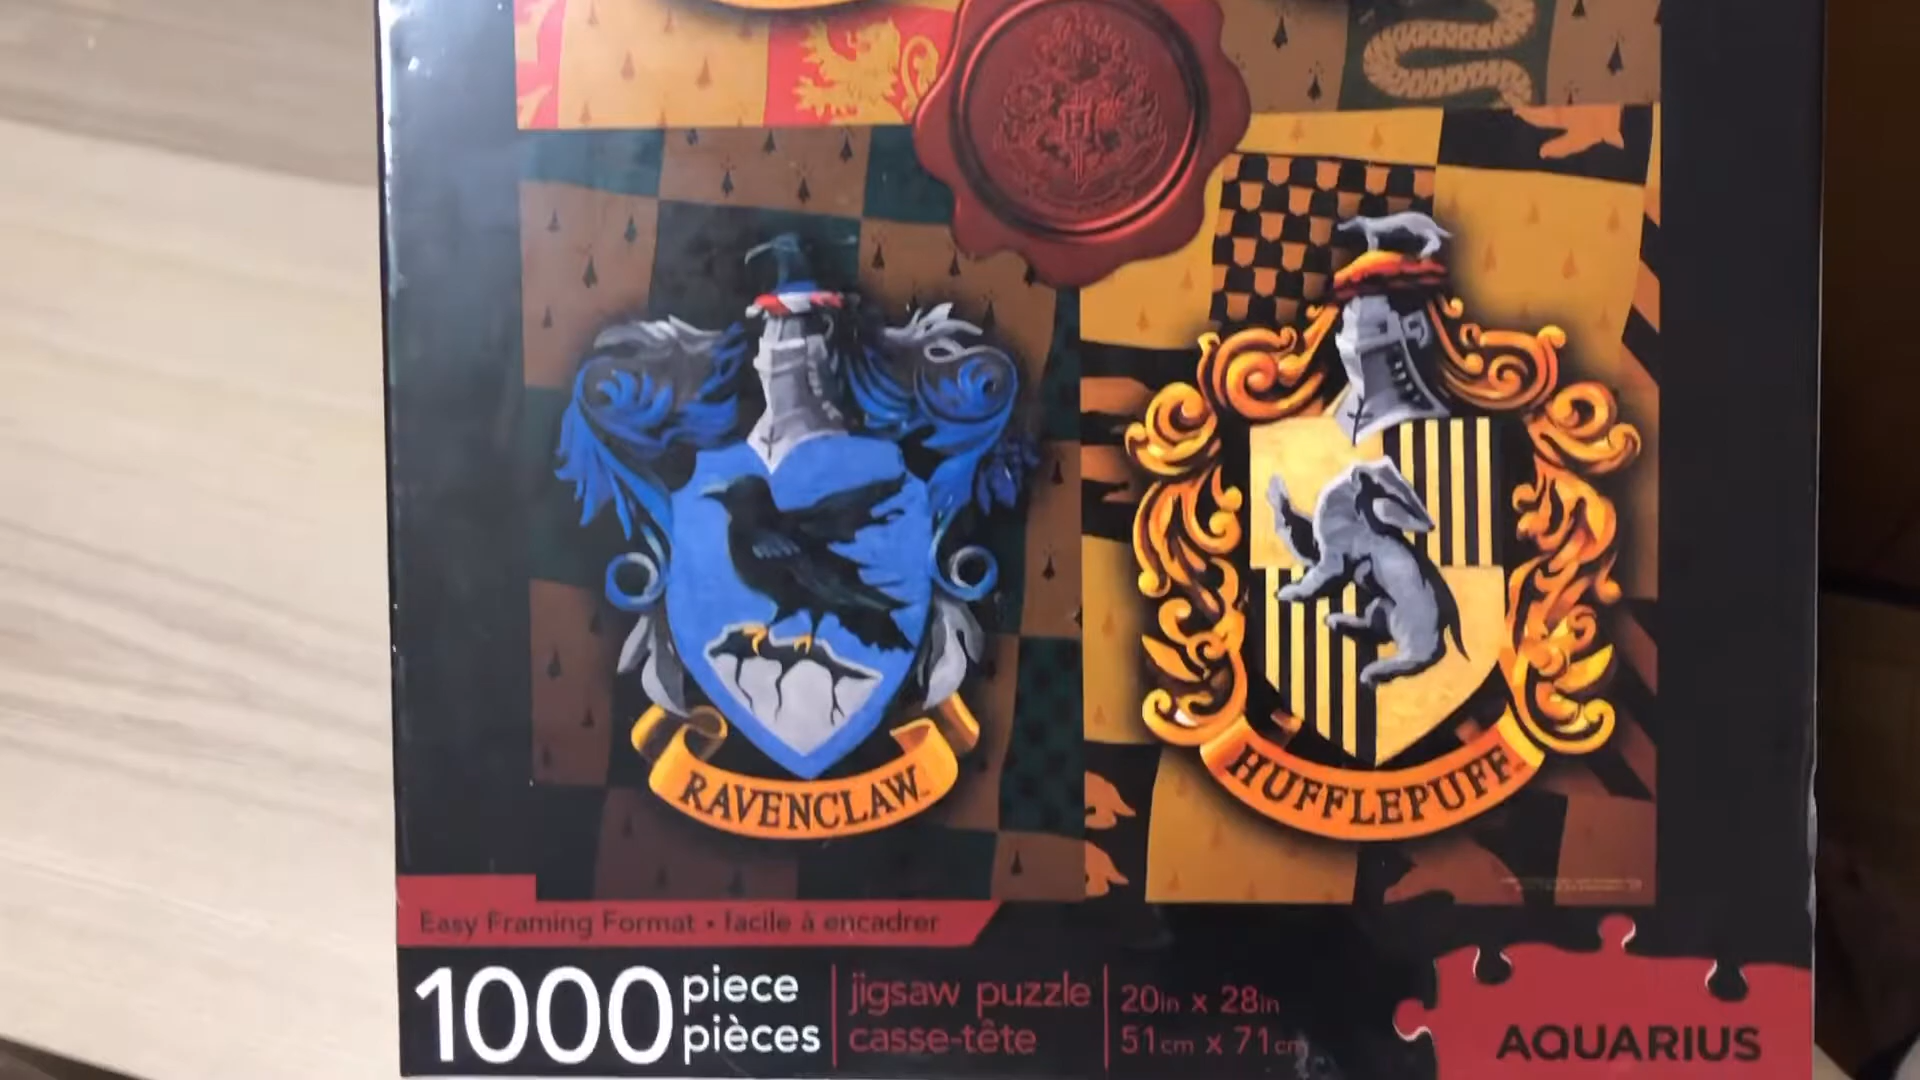 RAVENCLAW
HUFFLEPUFF
Easy Framing Format • facile à encadrer
1000 piece
pièces
jigsaw puzzle
casse-tête
20in x 28in
51cm x 71cm
AQUARIUS